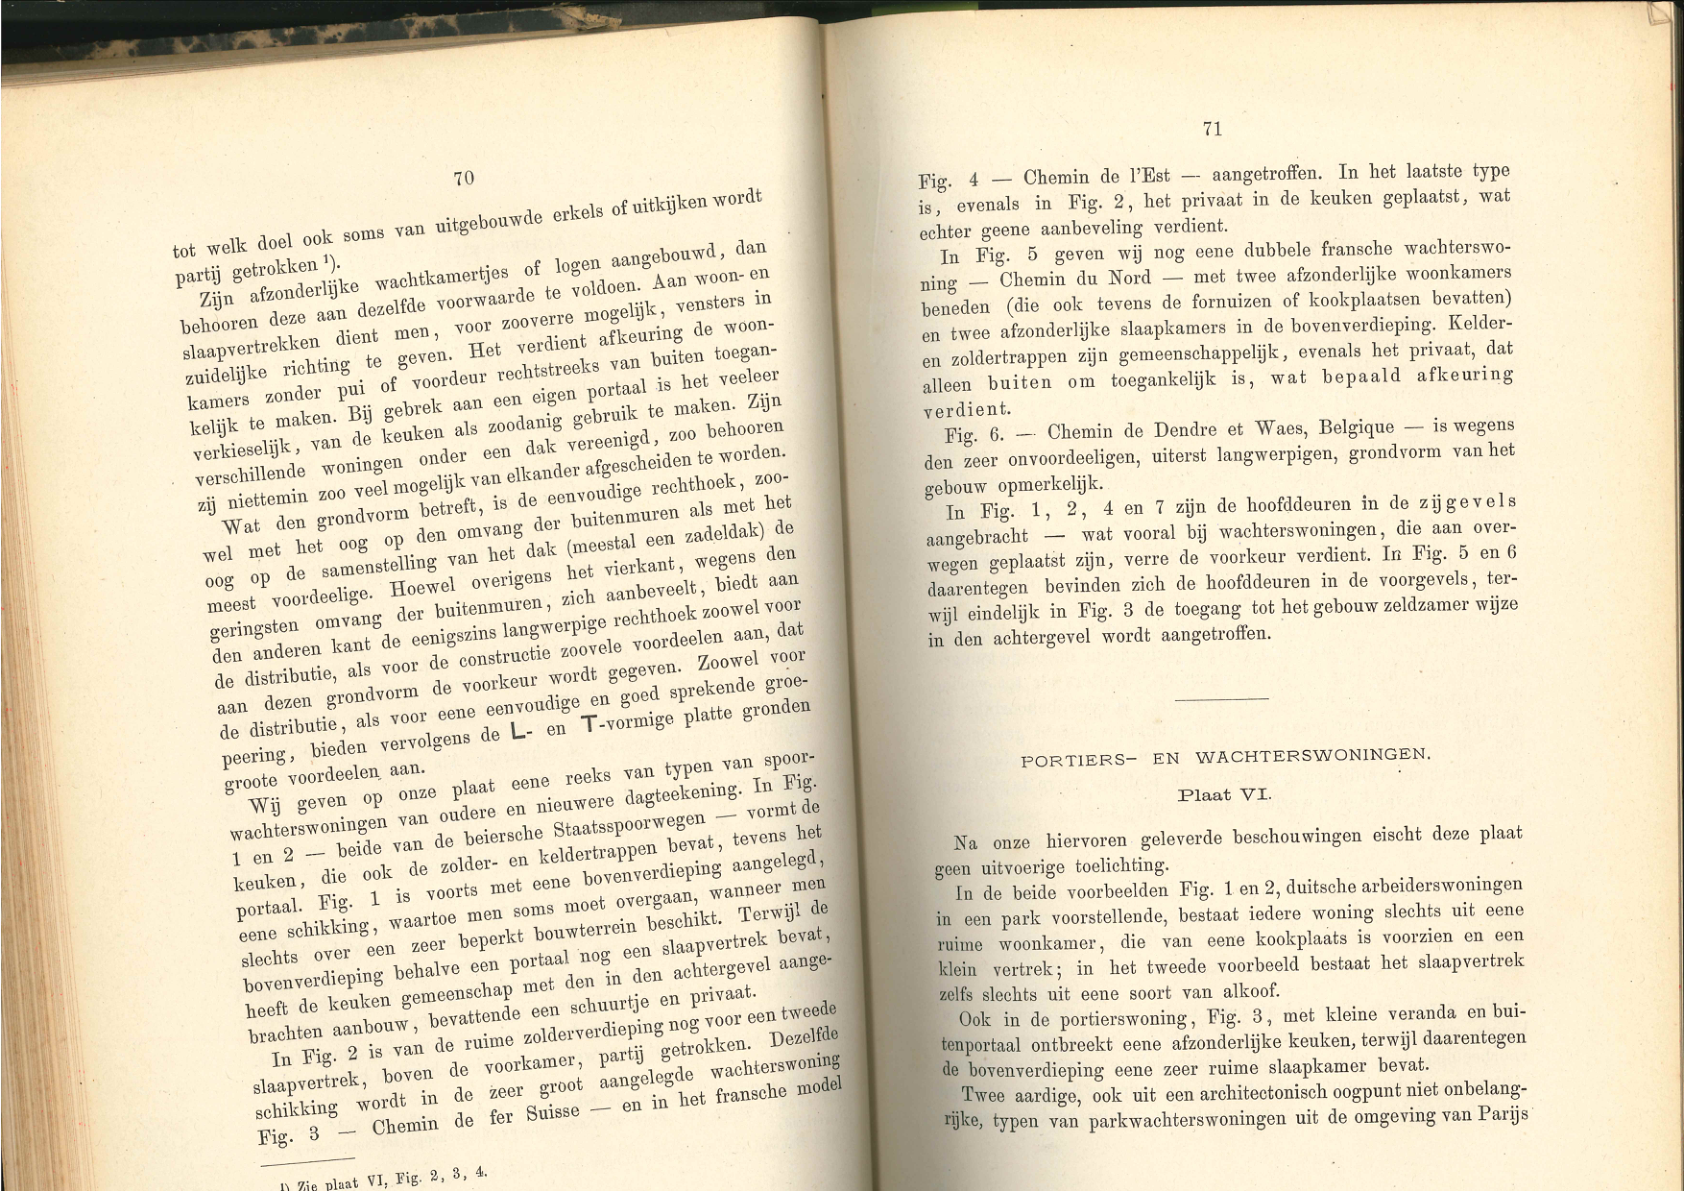 70
tot welk doel ook soms van uitgebouwde erkels of uitkijken wordt
partij getrokken ¹).
Zijn afzonderlijke wachtkamertjes of logen aangebouwd, dan
behooren deze aan dezelfde voorwaarde te voldoen. Aan woon- en
slaapvertrekken dient men, voor zooverre mogelijk, vensters in
zuidelijke richting te geven. Het verdient afkeuring de woon-
kamers zonder pui of voordeur rechtstreeks van buiten toegan-
kelijk te maken. Bij gebrek aan een eigen portaal is het veeleer
verkieselijk, van de keuken als zoodanig gebruik te maken. Zijn
verschillende woningen onder een dak vereenigd, zoo behooren
zij niettemin zoo veel mogelijk van elkander afgescheiden te worden.
Wat den grondvorm betreft, is de eenvoudige rechthoek, zoo-
wel met het oog op den omvang der buitenmuren als met het
oog op de samenstelling van het dak (meestal een zadeldak) de
meest voordeelige. Hoewel overigens het vierkant, wegens den
geringsten omvang der buitenmuren, zich aanbeveelt, biedt aan
den anderen kant de eenigszins langwerpige rechthoek zoowel voor
de distributie, als voor de constructie zoovele voordeelen aan, dat
aan dezen grondvorm de voorkeur wordt gegeven. Zoowel voor
de distributie, als voor eene eenvoudige en goed sprekende groe-
peering, bieden vervolgens de L- en T-vormige platte gronden
groote voordeelen aan.
Wij geven op onze plaat eene reeks van typen van spoor-
wachterswoningen van oudere en nieuwere dagteekening. In Fig.
1 en 2 — beide van de beiersche Staatsspoorwegen — vormt de
keuken, die ook de zolder- en keldertrappen bevat, tevens het
portaal. Fig. 1 is voorts met eene bovenverdieping aangelegd,
eene schikking, waartoe men soms moet overgaan, wanneer men
slechts over een zeer beperkt bouwterrein beschikt. Terwijl de
bovenverdieping behalve een portaal nog een slaapvertrek bevat,
heeft de keuken gemeenschap met den in den achtergevel aange-
brachten aanbouw, bevattende een schuurtje en privaat.
In Fig. 2 is van de ruime zolderverdieping nog voor een tweede
slaapvertrek, boven de voorkamer, partij getrokken. Dezelfde
schikking wordt in de zeer groot aangelegde wachterswoning
Fig. 3 — Chemin de fer Suisse — en in het fransche model
¹) Zie plaat VI, Fig. 2, 3, 4.
71
Fig. 4 — Chemin de l'Est — aangetroffen. In het laatste type
is, evenals in Fig. 2, het privaat in de keuken geplaatst, wat
echter geene aanbeveling verdient.
In Fig. 5 geven wij nog eene dubbele fransche wachterswo-
ning — Chemin du Nord — met twee afzonderlijke woonkamers
beneden (die ook tevens de fornuizen of kookplaatsen bevatten)
en twee afzonderlijke slaapkamers in de bovenverdieping. Kelder-
en zoldertrappen zijn gemeenschappelijk, evenals het privaat, dat
alleen buiten om toegankelijk is, wat bepaald afkeuring
verdient.
Fig. 6. — Chemin de Dendre et Waes, Belgique — is wegens
den zeer onvoordeeligen, uiterst langwerpigen, grondvorm van het
gebouw opmerkelijk.
In Fig. 1, 2, 4 en 7 zijn de hoofddeuren in de zijgevels
aangebracht — wat vooral bij wachterswoningen, die aan over-
wegen geplaatst zijn, verre de voorkeur verdient. In Fig. 5 en 6
daarentegen bevinden zich de hoofddeuren in de voorgevels, ter-
wijl eindelijk in Fig. 3 de toegang tot het gebouw zeldzamer wijze
in den achtergevel wordt aangetroffen.
PORTIERS- EN WACHTERSWONINGEN.
Plaat VI.
Na onze hiervoren geleverde beschouwingen eischt deze plaat
geen uitvoerige toelichting.
In de beide voorbeelden Fig. 1 en 2, duitsche arbeiderswoningen
in een park voorstellende, bestaat iedere woning slechts uit eene
ruime woonkamer, die van eene kookplaats is voorzien en een
klein vertrek; in het tweede voorbeeld bestaat het slaapvertrek
zelfs slechts uit eene soort van alkoof.
Ook in de portierswoning, Fig. 3, met kleine veranda en bui-
tenportaal ontbreekt eene afzonderlijke keuken, terwijl daarentegen
de bovenverdieping eene zeer ruime slaapkamer bevat.
Twee aardige, ook uit een architectonisch oogpunt niet onbelang-
rijke, typen van parkwachterswoningen uit de omgeving van Parijs